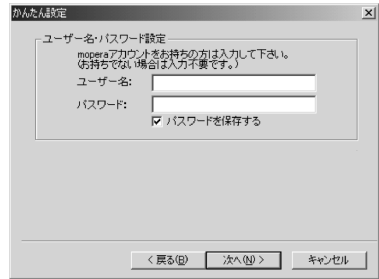 かんたん設定
ユーザー名・パスワード設定
moperaアカウントをお持ちの方は入力して下さい。
(お持ちでない場合は入力不要です。)
ユーザー名:
パスワード:
パスワードを保存する
< 戻る(B)
次へ(N) >
キャンセル